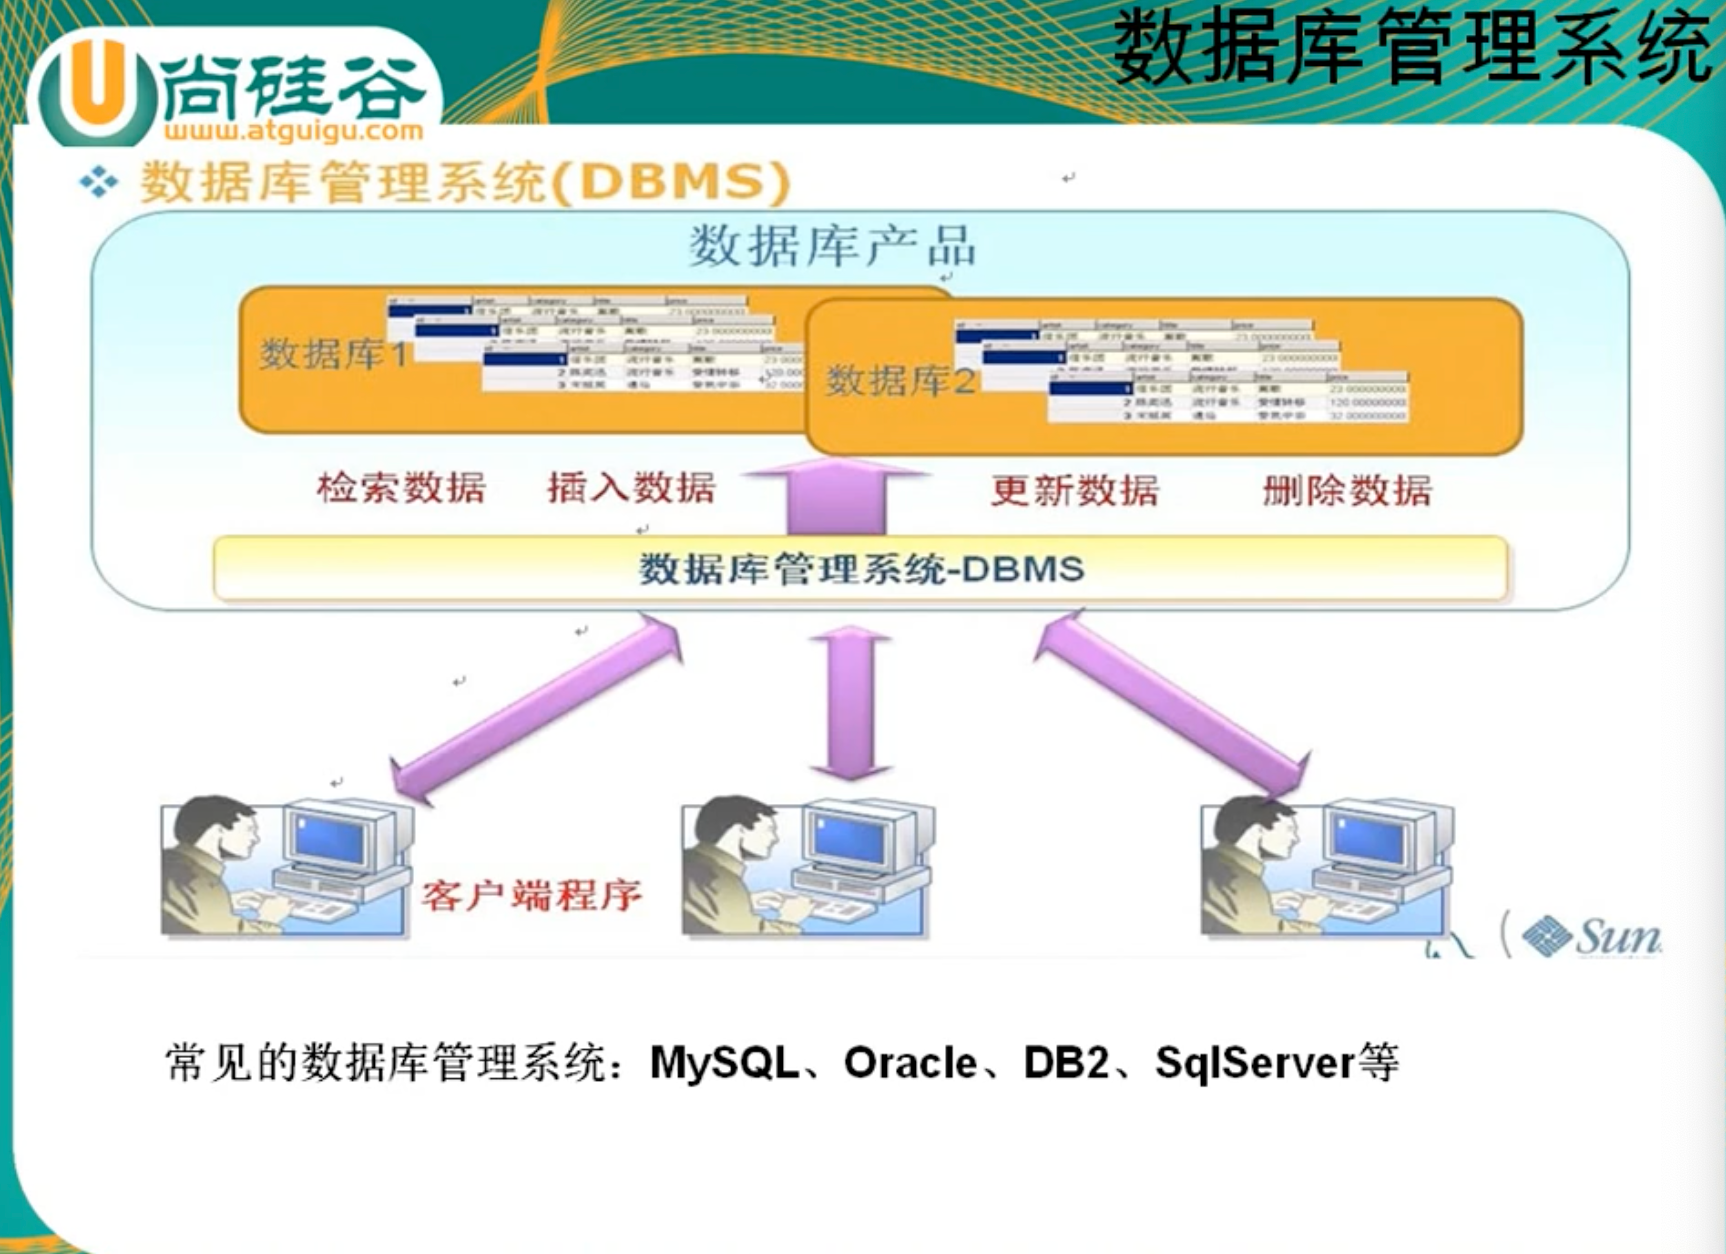 数据库管理系统
尚硅谷
www.atguigu.com
数据库管理系统(DBMS)
数据库产品
数据库1
数据库2
检索数据 插入数据 更新数据 删除数据
数据库管理系统-DBMS
客户端程序
Sun
常见的数据库管理系统：MySQL、Oracle、DB2、SqlServer等